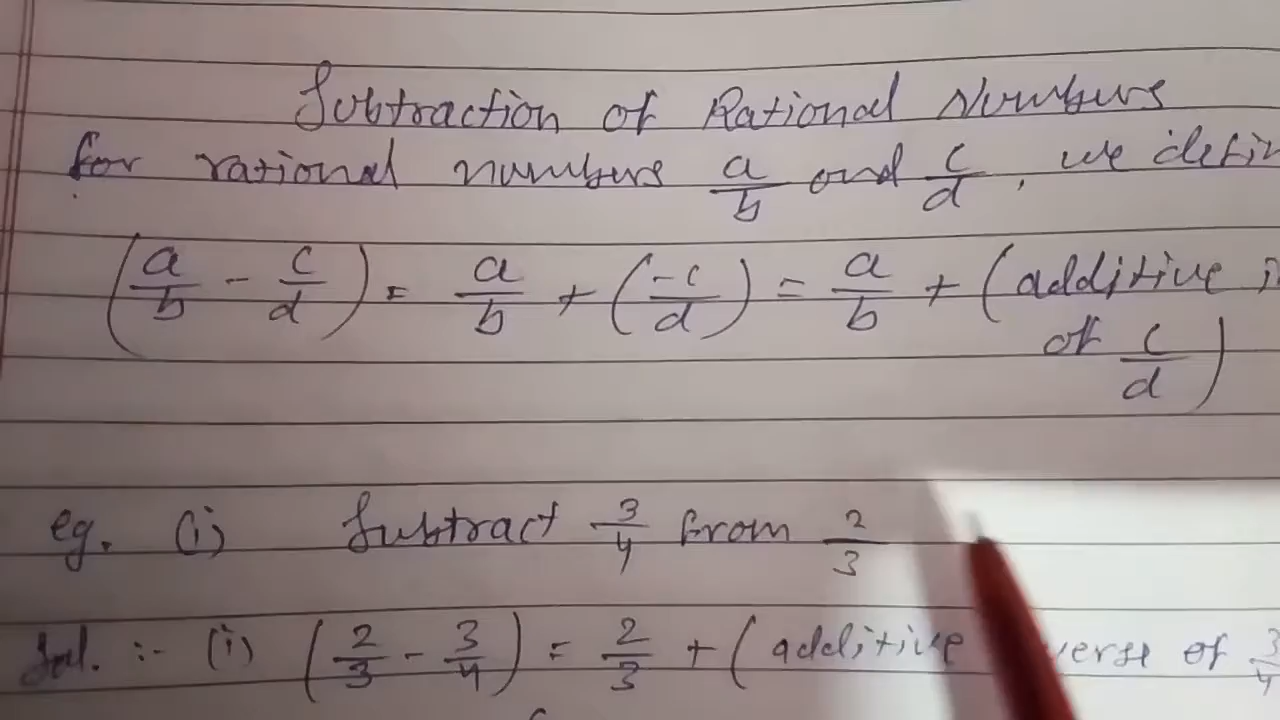 Subtraction of Rational Numbers
for rational numbers a/b and c/d, we defin
(a/b - c/d) = a/b + (-c/d) = a/b + (additive i
of c/d)
eg. (i) Subtract 3/4 from 2/3
Sol. :- (i) (2/3 - 3/4) = 2/3 + (additive verse of 3/4